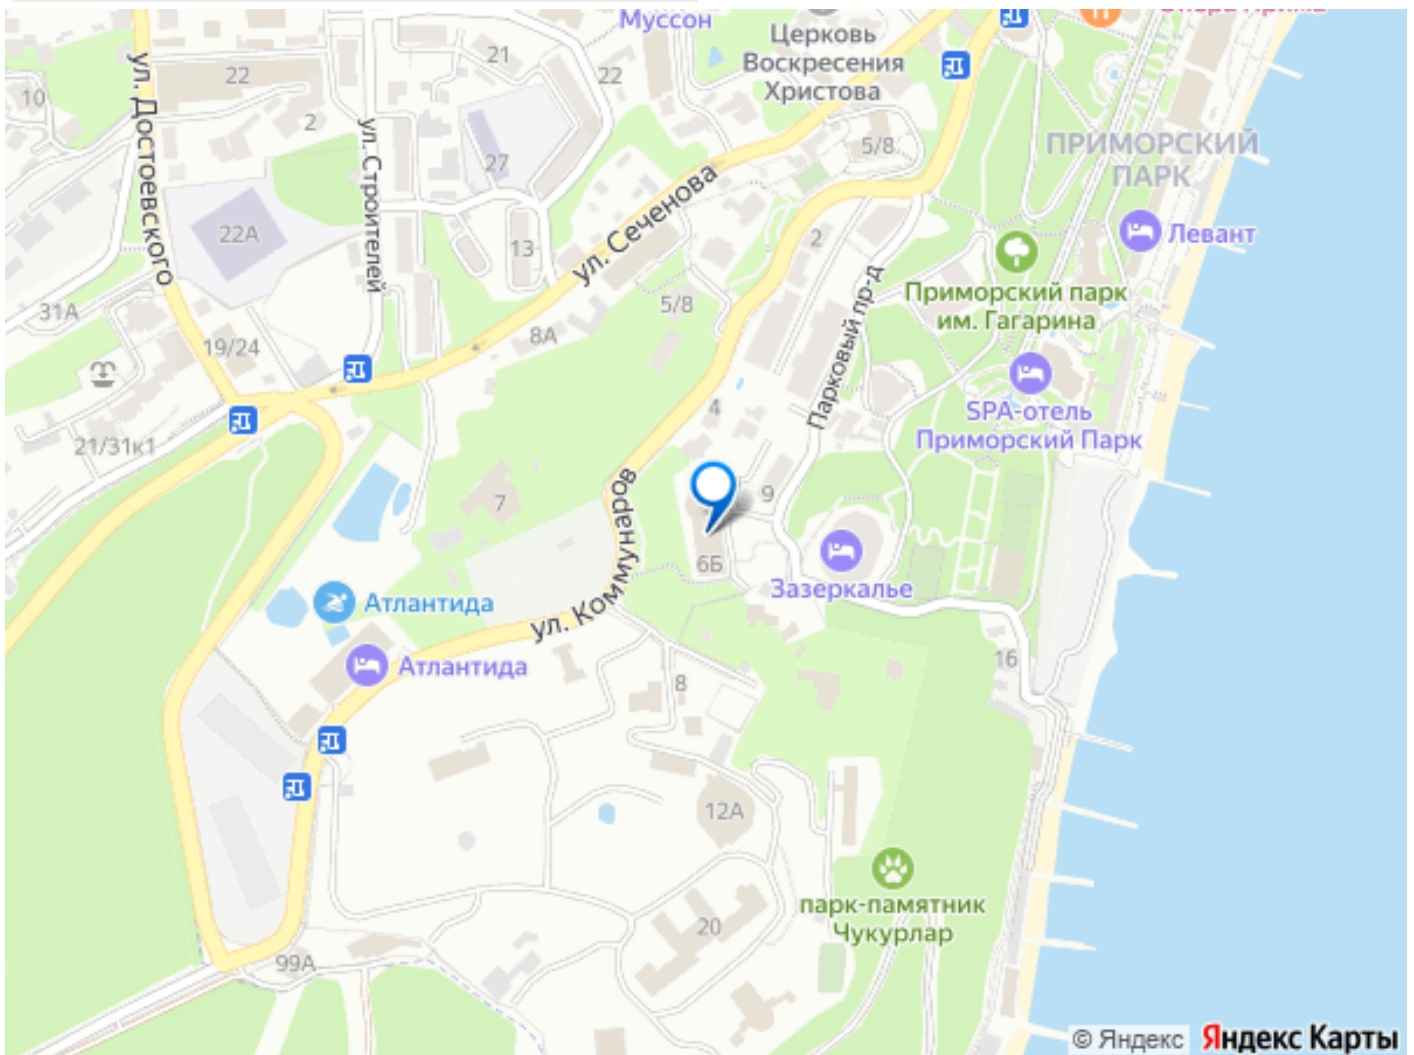 Муссон
Церковь
Воскресения
Христова
21
22
22
10
2
ул. Достоевского
ул. Строителей
27
5/8
ПРИМОРСКИЙ
ПАРК
ул. Сеченова
22А
13
2
Левант
Приморский парк
им. Гагарина
31А
5/8
8А
19/24
Парковый пр-д
SPA-отель
Приморский Парк
4
21/31к1
7
9
ул. Коммунаров
6Б
Зазеркалье
Атлантида
Атлантида
16
8
12А
парк-памятник
Чукурлар
20
99А
© Яндекс Яндекс Карты